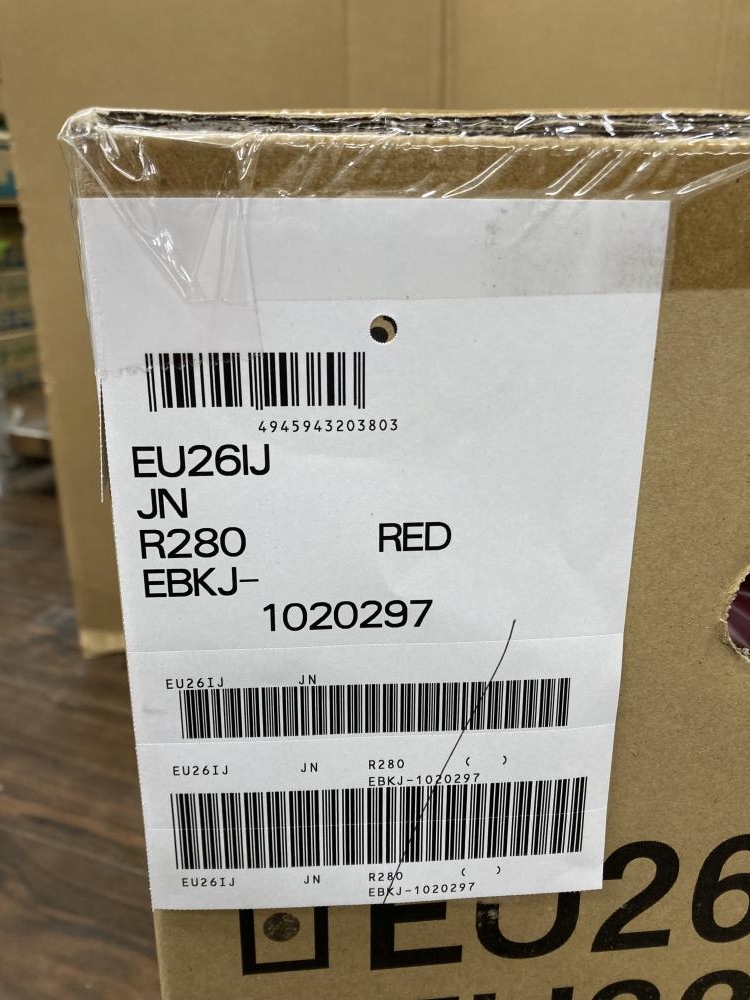 4945943203803
EU26IJ
JN
R280 RED
EBKJ-
1020297
EU26IJ JN
EU26IJ JN R280 ( )
EBKJ-1020297
EU26IJ JN R280 ( )
EBKJ-1020297
EU26